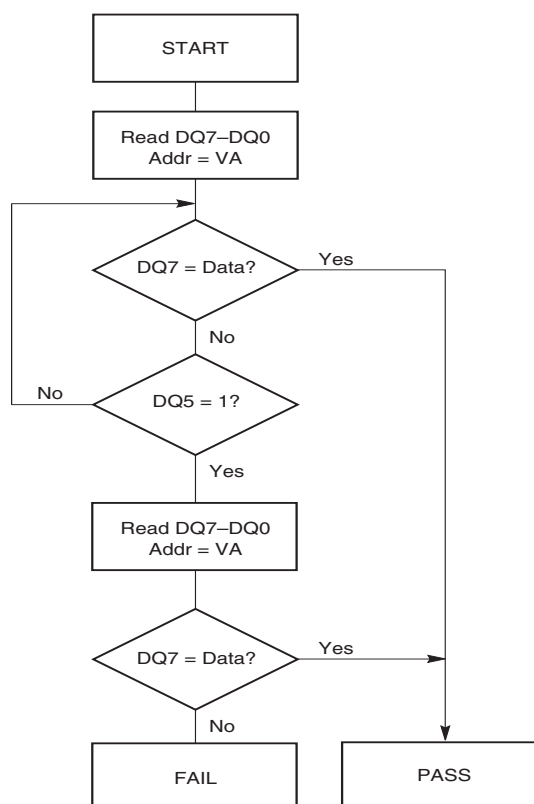 START
Read DQ7–DQ0
Addr = VA
DQ7 = Data?
Yes
No
No
DQ5 = 1?
Yes
Read DQ7–DQ0
Addr = VA
DQ7 = Data?
Yes
No
FAIL
PASS